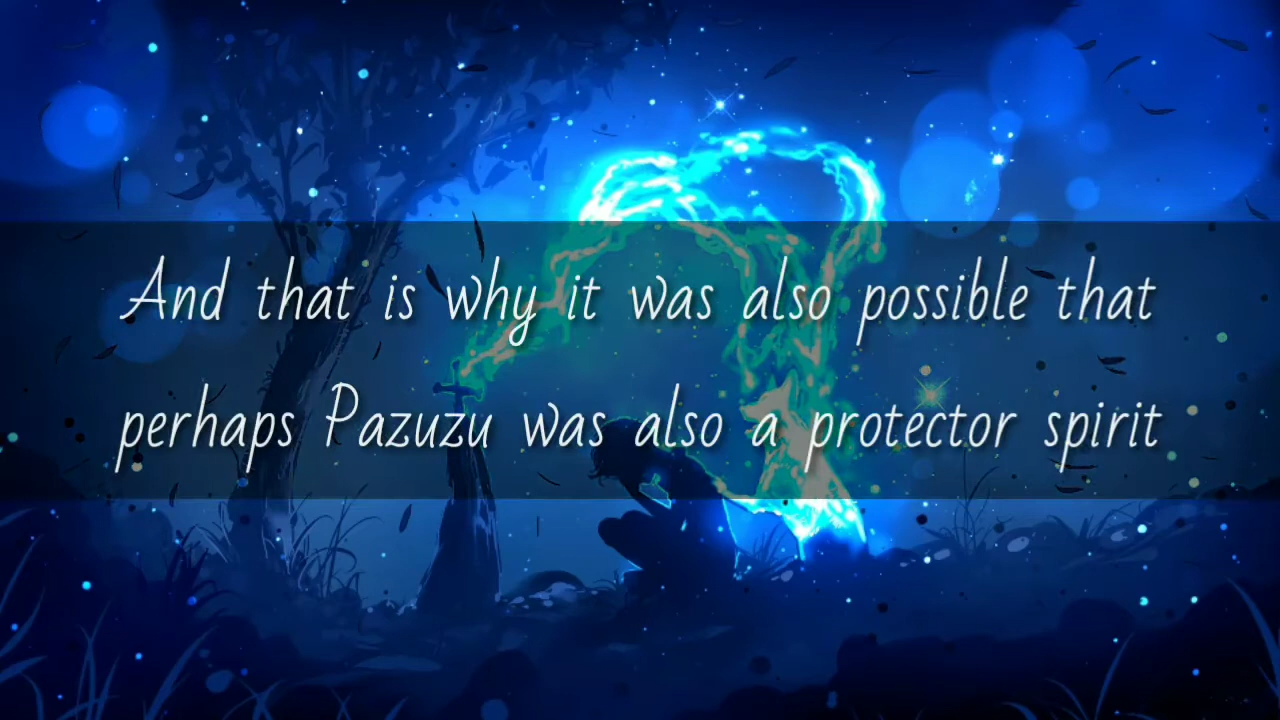 And that is why it was also possible that
perhaps Pazuzu was also a protector spirit